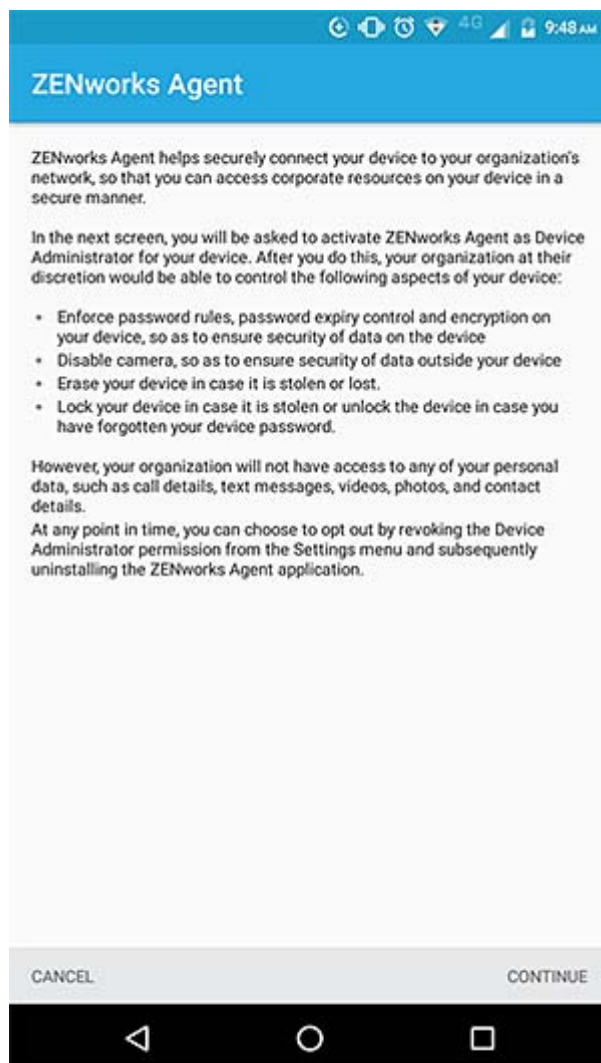 4G 9:48 AM
ZENworks Agent
ZENworks Agent helps securely connect your device to your organization's
network, so that you can access corporate resources on your device in a
secure manner.
In the next screen, you will be asked to activate ZENworks Agent as Device
Administrator for your device. After you do this, your organization at their
discretion would be able to control the following aspects of your device:
• Enforce password rules, password expiry control and encryption on
your device, so as to ensure security of data on the device
• Disable camera, so as to ensure security of data outside your device
• Erase your device in case it is stolen or lost.
• Lock your device in case it is stolen or unlock the device in case you
have forgotten your device password.
However, your organization will not have access to any of your personal
data, such as call details, text messages, videos, photos, and contact
details.
At any point in time, you can choose to opt out by revoking the Device
Administrator permission from the Settings menu and subsequently
uninstalling the ZENworks Agent application.
CANCEL CONTINUE